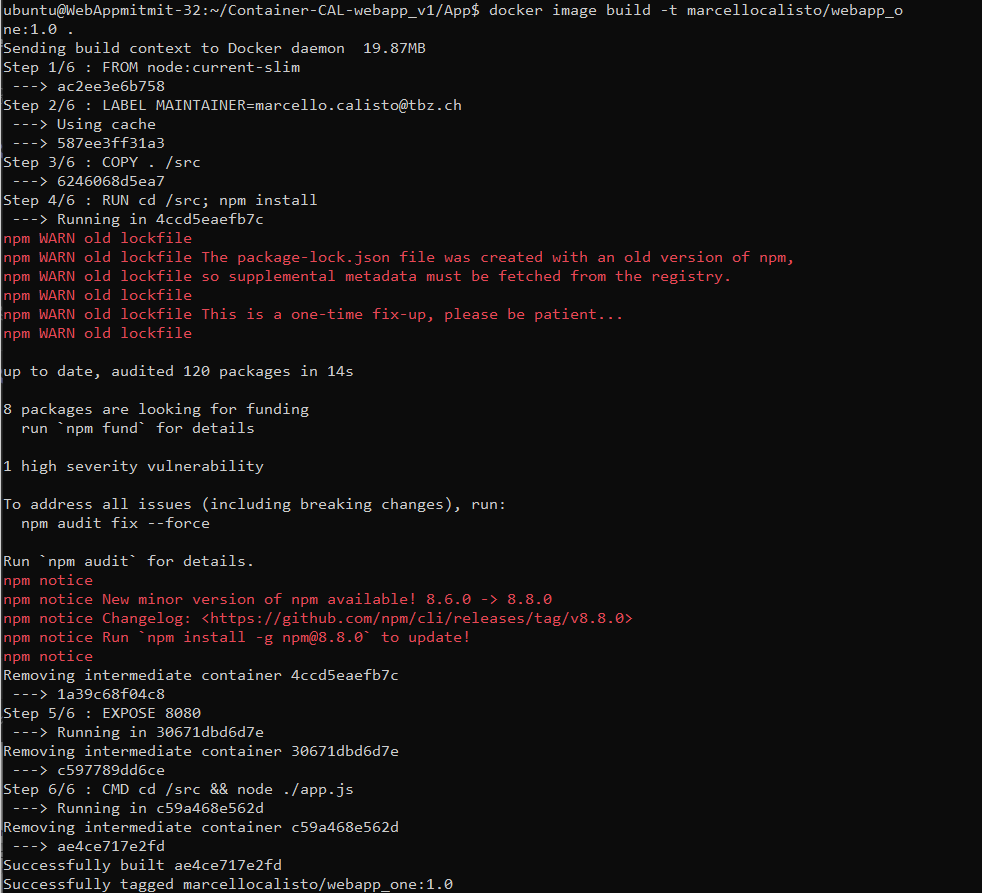 ubuntu@WebAppmitmit-32:~/Container-CAL-webapp_v1/App$ docker image build -t marcellocalisto/webapp_o
ne:1.0 .
Sending build context to Docker daemon  19.87MB
Step 1/6 : FROM node:current-slim
 ---> ac2ee3e6b758
Step 2/6 : LABEL MAINTAINER=marcello.calisto@tbz.ch
 ---> Using cache
 ---> 587ee3ff31a3
Step 3/6 : COPY . /src
 ---> 6246068d5ea7
Step 4/6 : RUN cd /src; npm install
 ---> Running in 4ccd5eaefb7c
npm WARN old lockfile
npm WARN old lockfile The package-lock.json file was created with an old version of npm,
npm WARN old lockfile so supplemental metadata must be fetched from the registry.
npm WARN old lockfile
npm WARN old lockfile This is a one-time fix-up, please be patient...
npm WARN old lockfile
up to date, audited 120 packages in 14s
8 packages are looking for funding
  run `npm fund` for details
1 high severity vulnerability
To address all issues (including breaking changes), run:
  npm audit fix --force
Run `npm audit` for details.
npm notice
npm notice New minor version of npm available! 8.6.0 -> 8.8.0
npm notice Changelog: <https://github.com/npm/cli/releases/tag/v8.8.0>
npm notice Run `npm install -g npm@8.8.0` to update!
npm notice
Removing intermediate container 4ccd5eaefb7c
 ---> 1a39c68f04c8
Step 5/6 : EXPOSE 8080
 ---> Running in 30671dbd6d7e
Removing intermediate container 30671dbd6d7e
 ---> c597789dd6ce
Step 6/6 : CMD cd /src && node ./app.js
 ---> Running in c59a468e562d
Removing intermediate container c59a468e562d
 ---> ae4ce717e2fd
Successfully built ae4ce717e2fd
Successfully tagged marcellocalisto/webapp_one:1.0